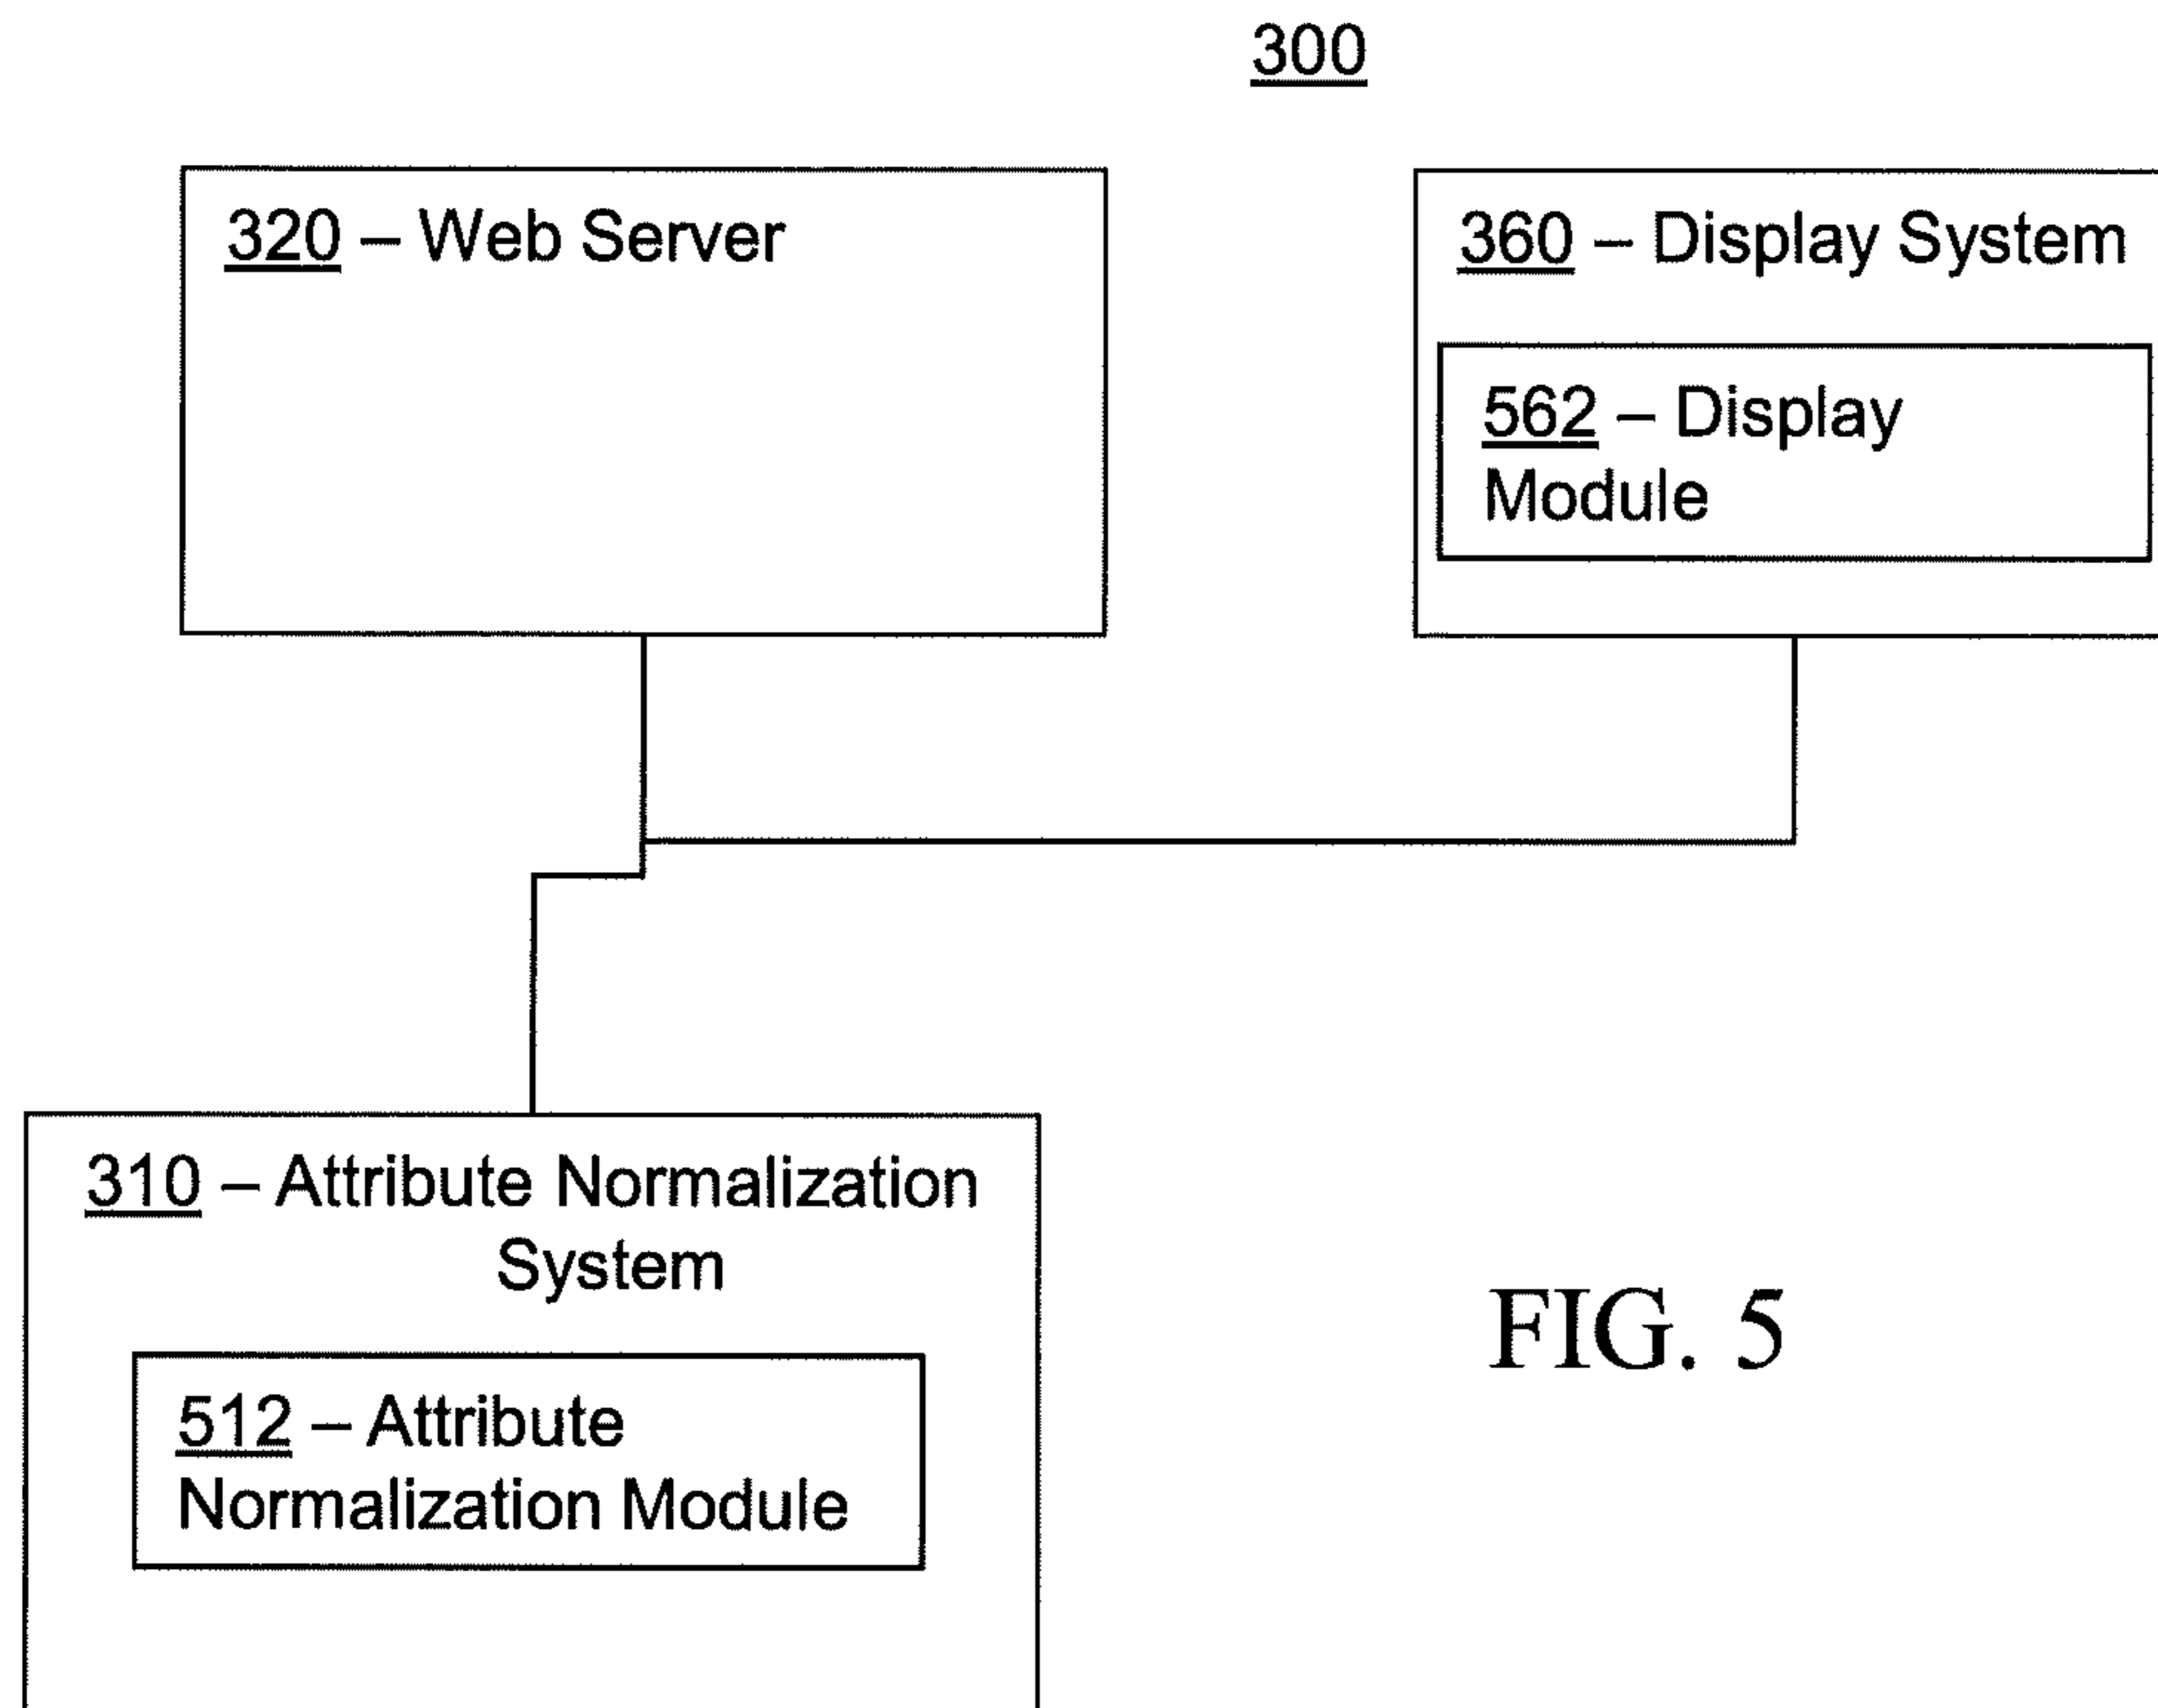 300
320 – Web Server
360 – Display System
562 – Display
Module
310 – Attribute Normalization
System
512 – Attribute
Normalization Module
FIG. 5